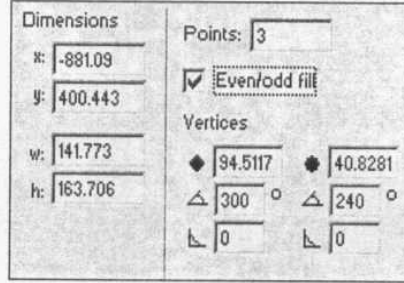 Dimensions
x: -881.09
y: 400.443
w: 141.773
h: 163.706
Points: 3
Even/odd fill
Vertices
94.5117 40.8281
300 ° 240 °
0 0